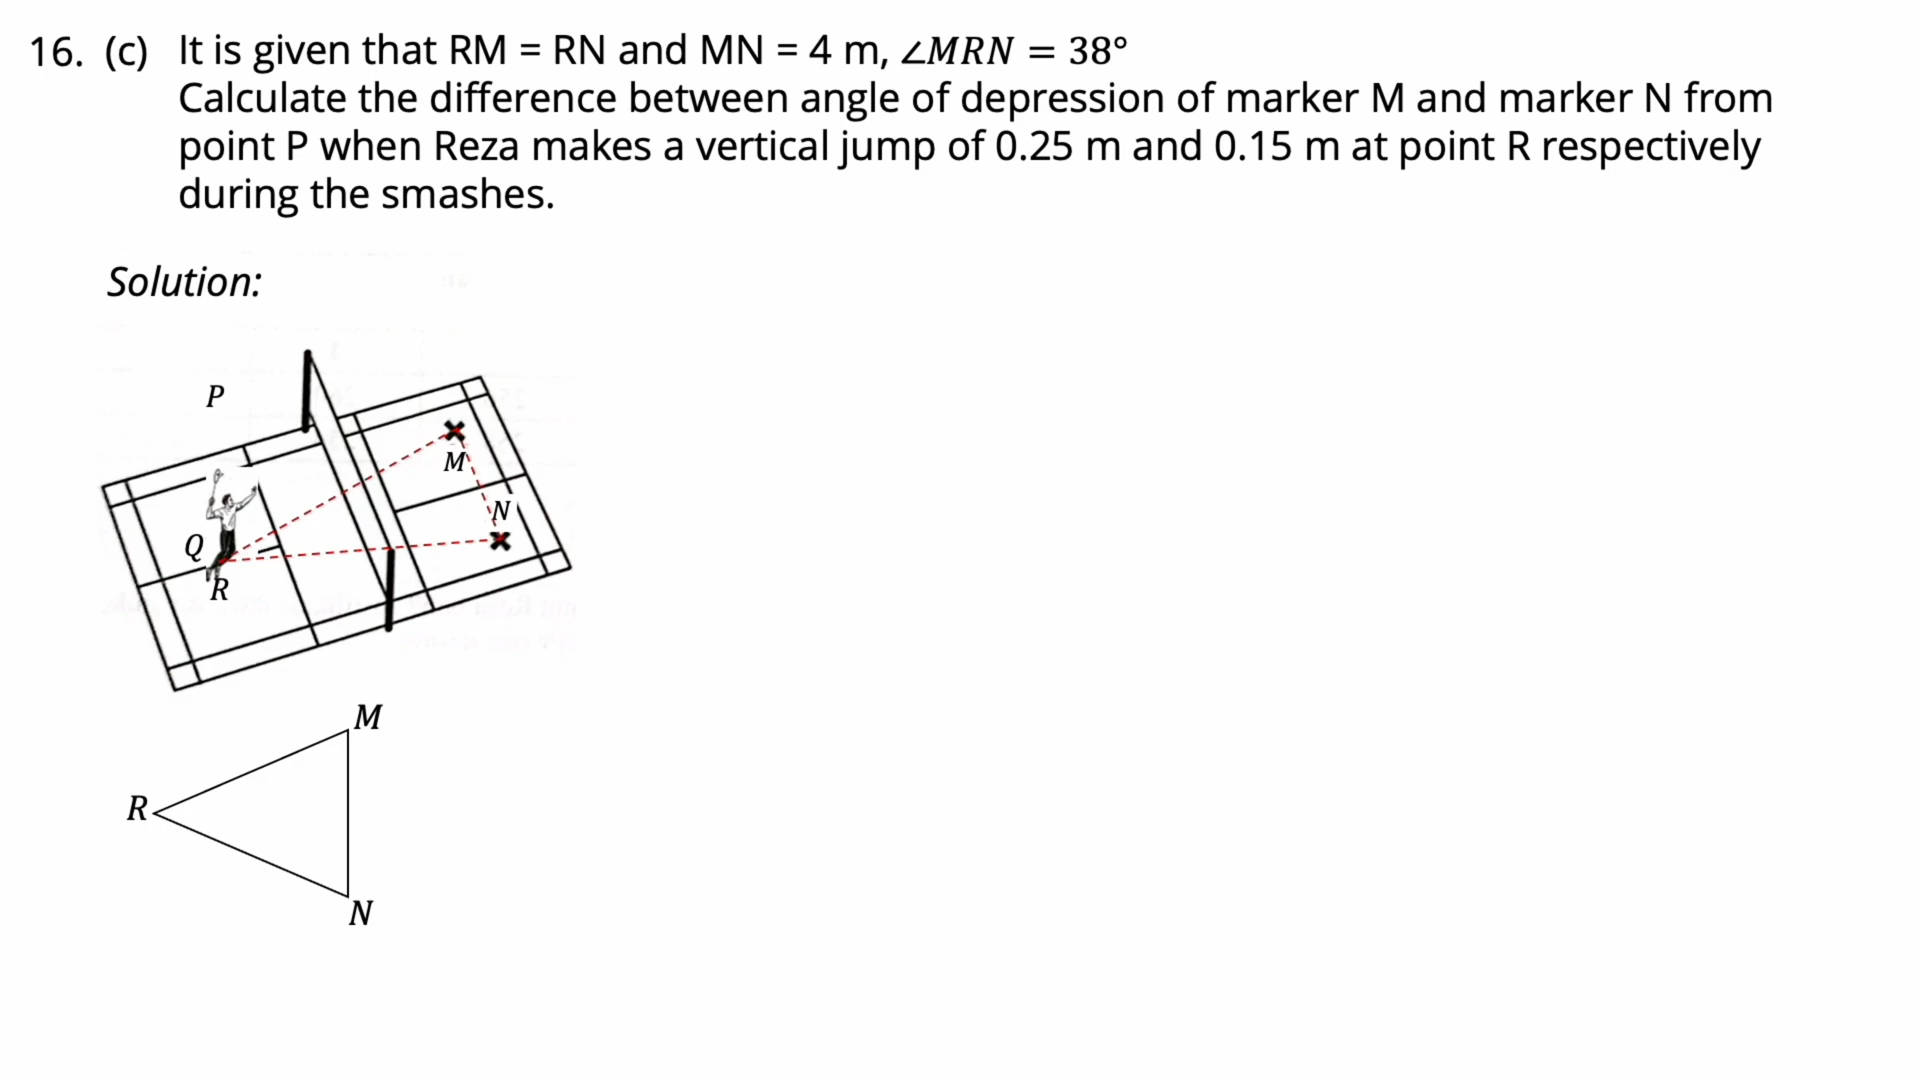 16. (c) It is given that RM = RN and MN = 4 m, ∠MRN = 38°
Calculate the difference between angle of depression of marker M and marker N from
point P when Reza makes a vertical jump of 0.25 m and 0.15 m at point R respectively
during the smashes.
Solution:
P
M
N
Q
R
M
R
N